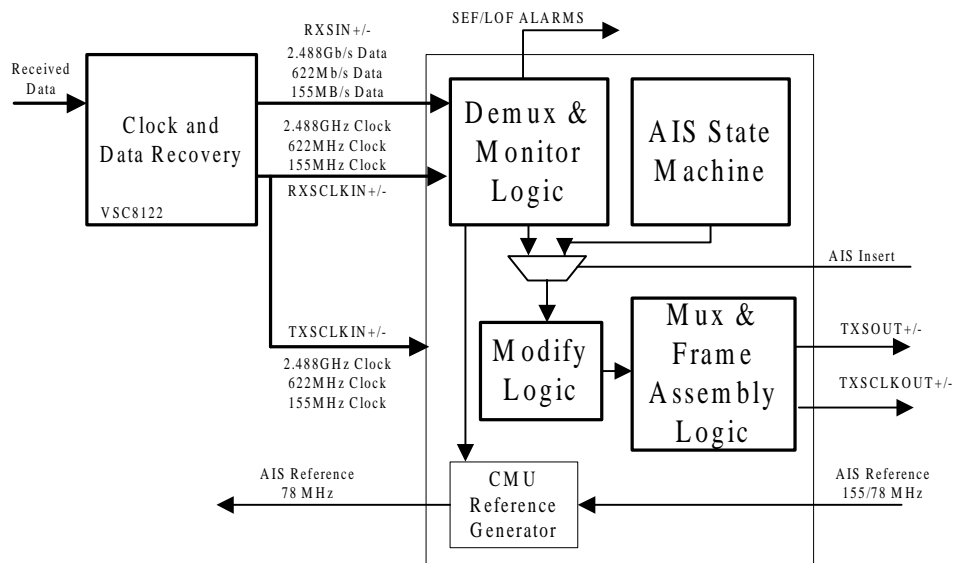 SEF/LOF ALARMS
RXSIN+/-
2.488Gb/s Data
622Mb/s Data
155MB/s Data
Received
Data
Clock and
Data Recovery
VSC8122
2.488GHz Clock
622MHz Clock
155MHz Clock
RXSCLKIN+/-
Demux &
Monitor
Logic
AIS State
Machine
AIS Insert
TXSCLKIN+/-
2.488GHz Clock
622MHz Clock
155MHz Clock
Modify
Logic
Mux &
Frame
Assembly
Logic
TXSOUT+/-
TXSCLKOUT+/-
AIS Reference
78 MHz
CMU
Reference
Generator
AIS Reference
155/78 MHz